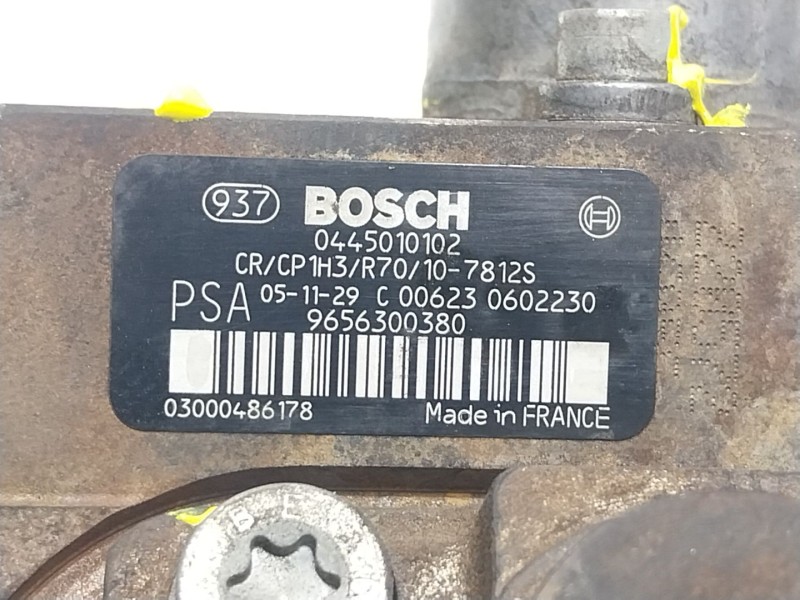 937 BOSCH
0445010102
CR/CP1H3/R70/10-7812S
PSA 05-11-29 C 00623 0602230
9656300380
03000486178 Made in FRANCE
BE